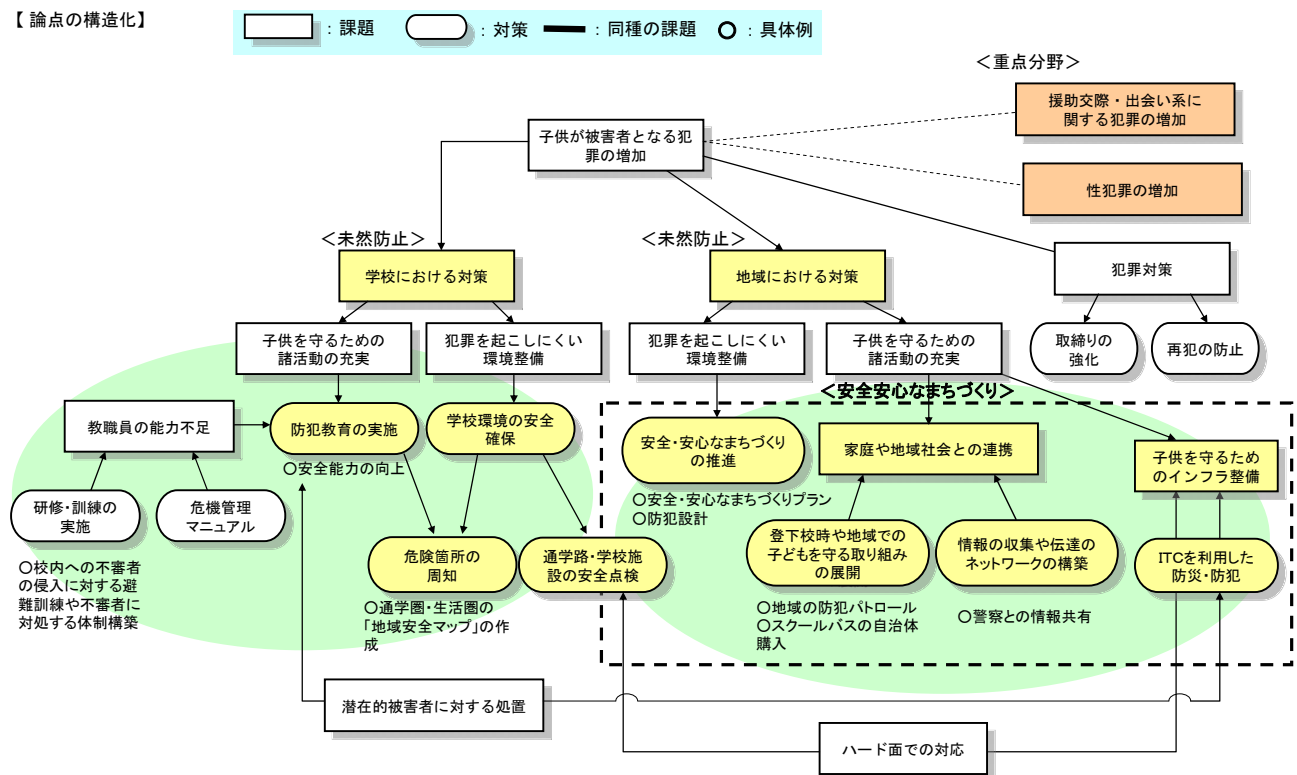 【 論点の構造化】
：課題
：対策
：同種の課題
：具体例
＜重点分野＞
援助交際・出会い系に
関する犯罪の増加
子供が被害者となる犯
罪の増加
性犯罪の増加
＜未然防止＞
＜未然防止＞
学校における対策
地域における対策
犯罪対策
子供を守るための
諸活動の充実
犯罪を起こしにくい
環境整備
犯罪を起こしにくい
環境整備
子供を守るための
諸活動の充実
取締りの
強化
再犯の防止
＜安全安心なまちづくり＞
教職員の能力不足
防犯教育の実施
学校環境の安全
確保
安全・安心なまちづくり
の推進
家庭や地域社会との連携
子供を守るため
のインフラ整備
○安全能力の向上
研修・訓練の
実施
危機管理
マニュアル
○安全・安心なまちづくりプラン
○防犯設計
危険箇所の
周知
通学路・学校施
設の安全点検
登下校時や地域での
子どもを守る取り組み
の展開
情報の収集や伝達の
ネットワークの構築
ITCを利用した
防災・防犯
○校内への不審者
の侵入に対する避
難訓練や不審者に
対処する体制構築
○通学圏・生活圏の
「地域安全マップ」の作
成
○地域の防犯パトロール
○スクールバスの自治体
購入
○警察との情報共有
潜在的被害者に対する処置
ハード面での対応